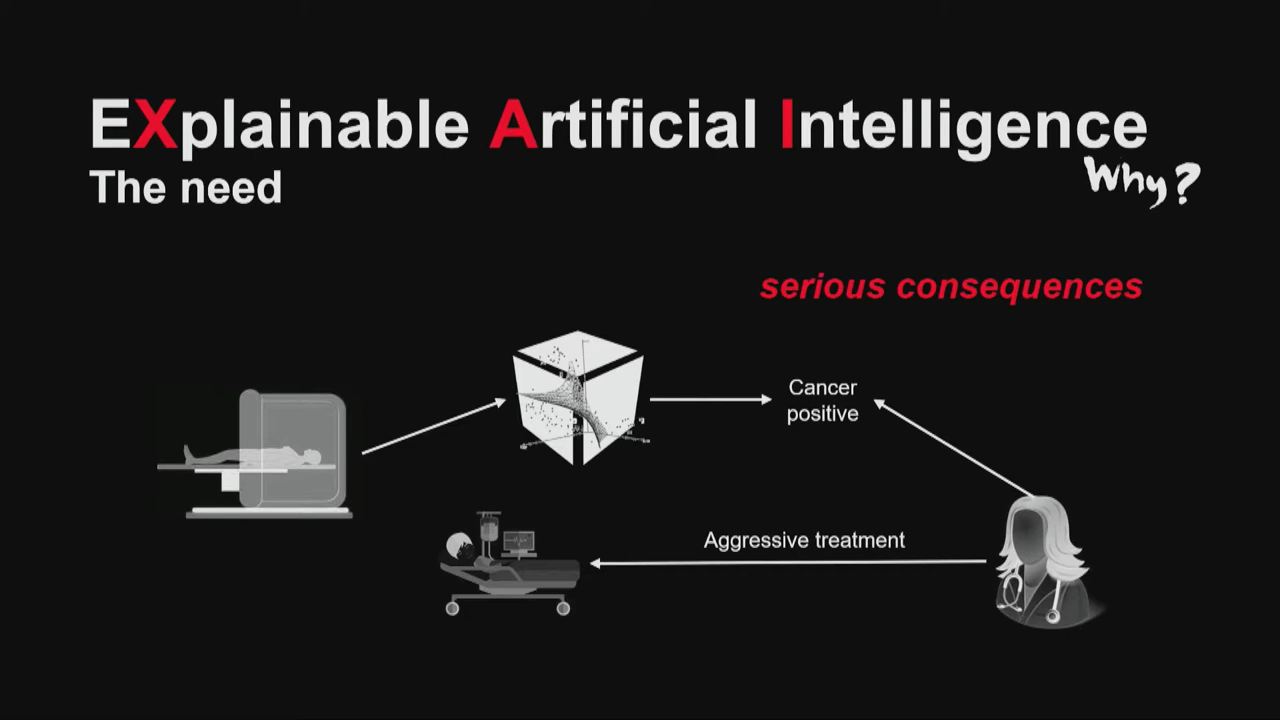 EXplainable Artificial Intelligence
The need
Why?
serious consequences
Cancer
positive
Aggressive treatment